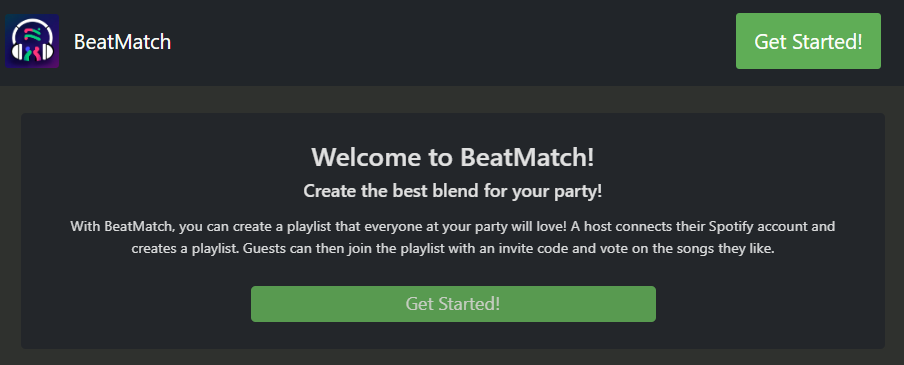 BeatMatch
Get Started!
Welcome to BeatMatch!
Create the best blend for your party!
With BeatMatch, you can create a playlist that everyone at your party will love! A host connects their Spotify account and
creates a playlist. Guests can then join the playlist with an invite code and vote on the songs they like.
Get Started!